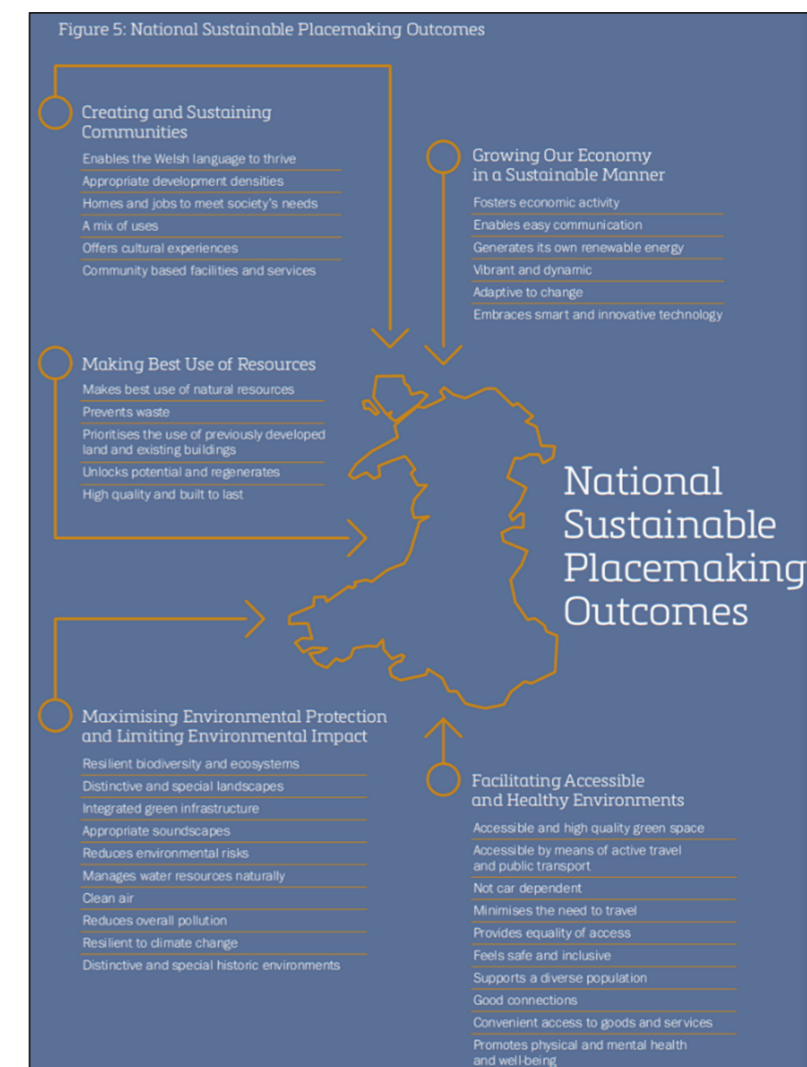 Figure 5: National Sustainable Placemaking Outcomes
Creating and Sustaining
Communities
Enables the Welsh language to thrive
Appropriate development densities
Homes and jobs to meet society's needs
A mix of uses
Offers cultural experiences
Community based facilities and services
Growing Our Economy
in a Sustainable Manner
Fosters economic activity
Enables easy communication
Generates its own renewable energy
Vibrant and dynamic
Adaptive to change
Embraces smart and innovative technology
Making Best Use of Resources
Makes best use of natural resources
Prevents waste
Prioritises the use of previously developed
land and existing buildings
Unlocks potential and regenerates
High quality and built to last
National
Sustainable
Placemaking
Outcomes
Maximising Environmental Protection
and Limiting Environmental Impact
Resilient biodiversity and ecosystems
Distinctive and special landscapes
Integrated green infrastructure
Appropriate soundscapes
Reduces environmental risks
Manages water resources naturally
Clean air
Reduces overall pollution
Resilient to climate change
Distinctive and special historic environments
Facilitating Accessible
and Healthy Environments
Accessible and high quality green space
Accessible by means of active travel
and public transport
Not car dependent
Minimises the need to travel
Provides equality of access
Feels safe and inclusive
Supports a diverse population
Good connections
Convenient access to goods and services
Promotes physical and mental health
and well-being